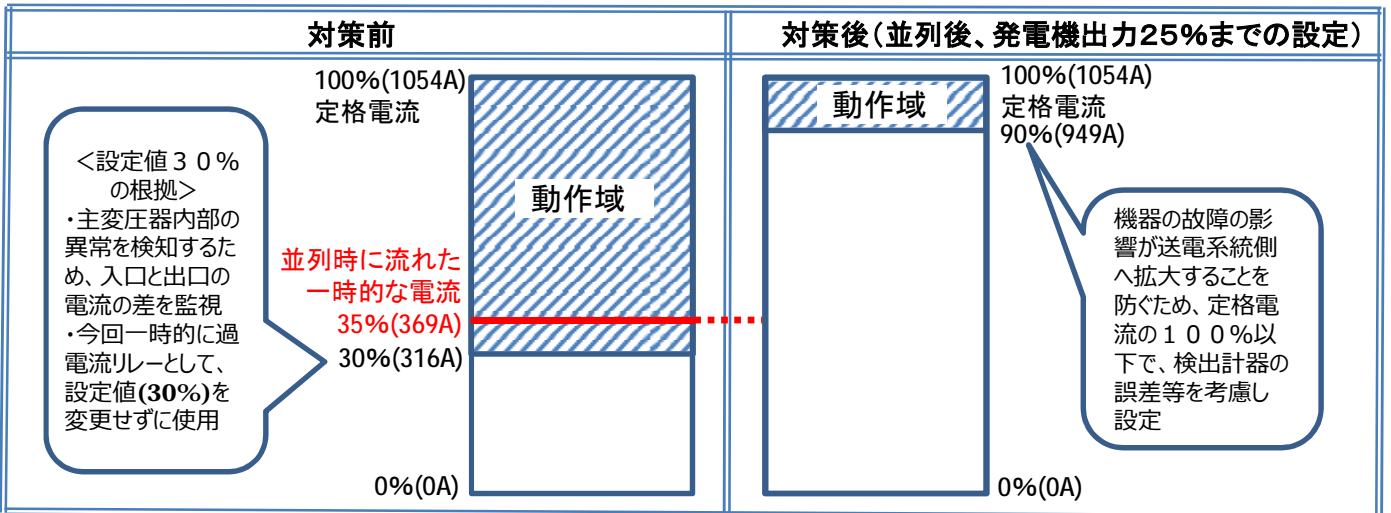 対策前
対策後(並列後、発電機出力25%までの設定)
100%(1054A)
定格電流
動作域
<設定値30%
の根拠>
・主変圧器内部の
異常を検知するた
め、入口と出口の
電流の差を監視
・今回一時的に過
電流リレーとして、
設定値(30%)を
変更せずに使用
並列時に流れた
一時的な電流
35%(369A)
30%(316A)
0%(0A)
動作域
100%(1054A)
定格電流
90%(949A)
機器の故障の影
響が送電系統側
へ拡大することを
防ぐため、定格電
流の100%以
下で、検出計器の
誤差等を考慮し
設定
0%(0A)